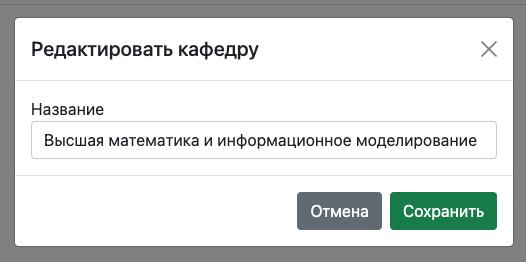 Редактировать кафедру
Название
Высшая математика и информационное моделирование
Отмена Сохранить